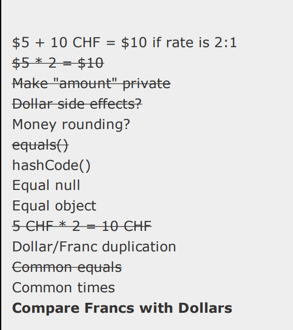 $5 + 10 CHF = $10 if rate is 2:1
$5 * 2 = $10
Make "amount" private
Dollar side effects?
Money rounding?
equals()
hashCode()
Equal null
Equal object
5 CHF * 2 = 10 CHF
Dollar/Franc duplication
Common equals
Common times
Compare Francs with Dollars